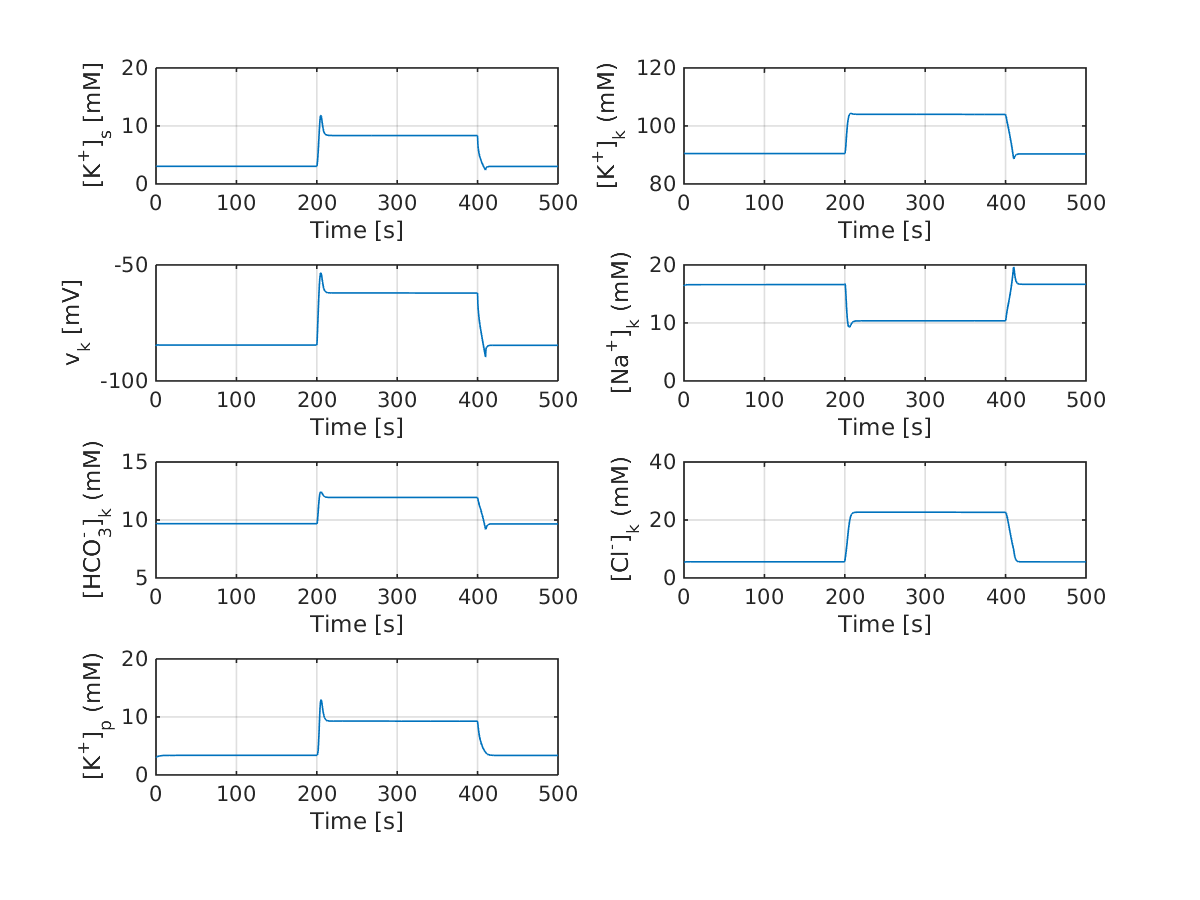 [K+]s [mM]
20
10
0
0 100 200 300 400 500
Time [s]
[K+]k (mM)
120
100
80
0 100 200 300 400 500
Time [s]
vk [mV]
-50
-100
0 100 200 300 400 500
Time [s]
[Na+]k (mM)
20
10
0
0 100 200 300 400 500
Time [s]
[HCO-3]k (mM)
15
10
5
0 100 200 300 400 500
Time [s]
[Cl-]k (mM)
40
20
0
0 100 200 300 400 500
Time [s]
[K+]p (mM)
20
10
0
0 100 200 300 400 500
Time [s]